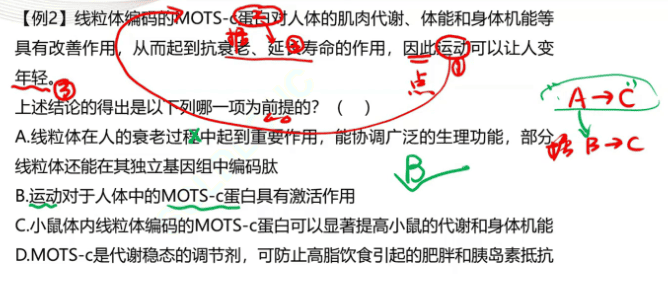 【例2】线粒体编码的MOTS-c蛋白对人体的肌肉代谢、体能和身体机能等
具有改善作用，从而起到抗衰老、延长寿命的作用，因此运动可以让人变
年轻。
② 据 ② 二点 ① ③
上述结论的得出是以下列哪一项为前提的？（ ）
A → C
B → C
A.线粒体在人的衰老过程中起到重要作用，能协调广泛的生理功能，部分
线粒体还能在其独立基因组中编码肽
B
B.运动对于人体中的MOTS-c蛋白具有激活作用
C.小鼠体内线粒体编码的MOTS-c蛋白可以显著提高小鼠的代谢和身体机能
D.MOTS-c是代谢稳态的调节剂，可防止高脂饮食引起的肥胖和胰岛素抵抗